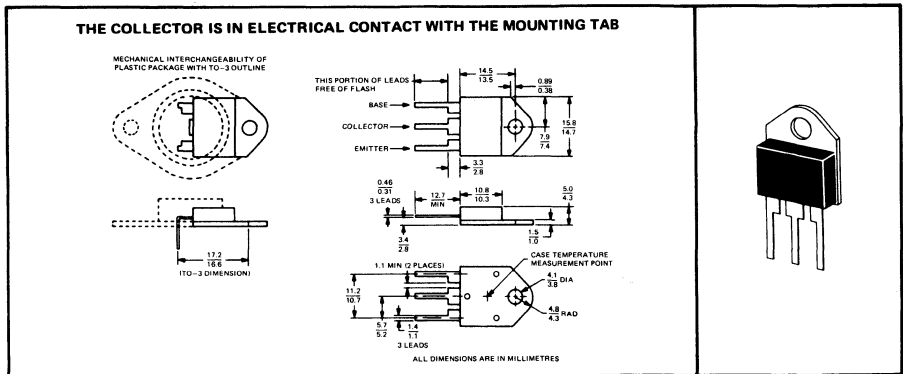 THE COLLECTOR IS IN ELECTRICAL CONTACT WITH THE MOUNTING TAB
MECHANICAL INTERCHANGEABILITY OF
PLASTIC PACKAGE WITH TO–3 OUTLINE
17.2
16.6
(TO–3 DIMENSION)
THIS PORTION OF LEADS
FREE OF FLASH
BASE
COLLECTOR
EMITTER
14.5
13.5
0.89
0.38
15.8
14.7
7.9
7.4
3.3
2.8
0.46
0.31
3 LEADS
12.7
MIN
10.8
10.3
5.0
4.3
3.4
2.8
1.5
1.0
1.1 MIN (2 PLACES)
CASE TEMPERATURE
MEASUREMENT POINT
4.1
3.8 DIA
11.2
10.7
4.8
4.3 RAD
5.7
5.2
1.4
1.1
3 LEADS
ALL DIMENSIONS ARE IN MILLIMETRES